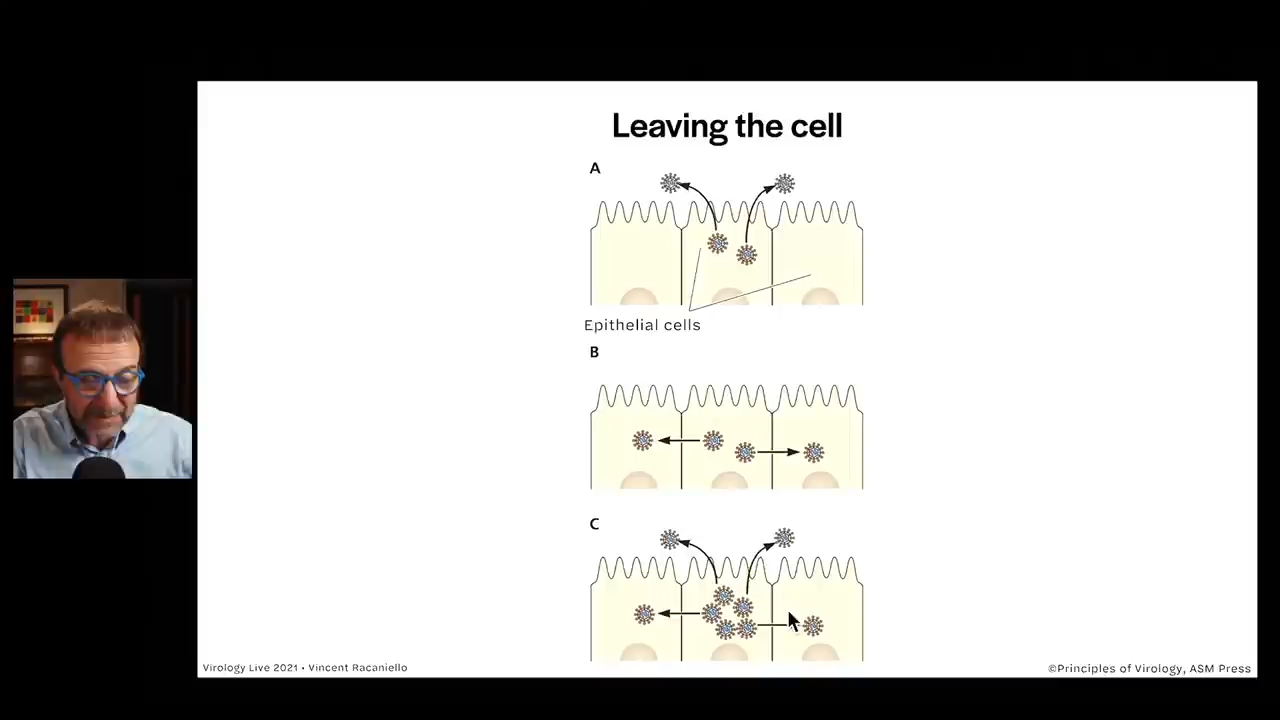 Leaving the cell
A
Epithelial cells
B
C
Virology Live 2021 • Vincent Racaniello
©Principles of Virology, ASM Press